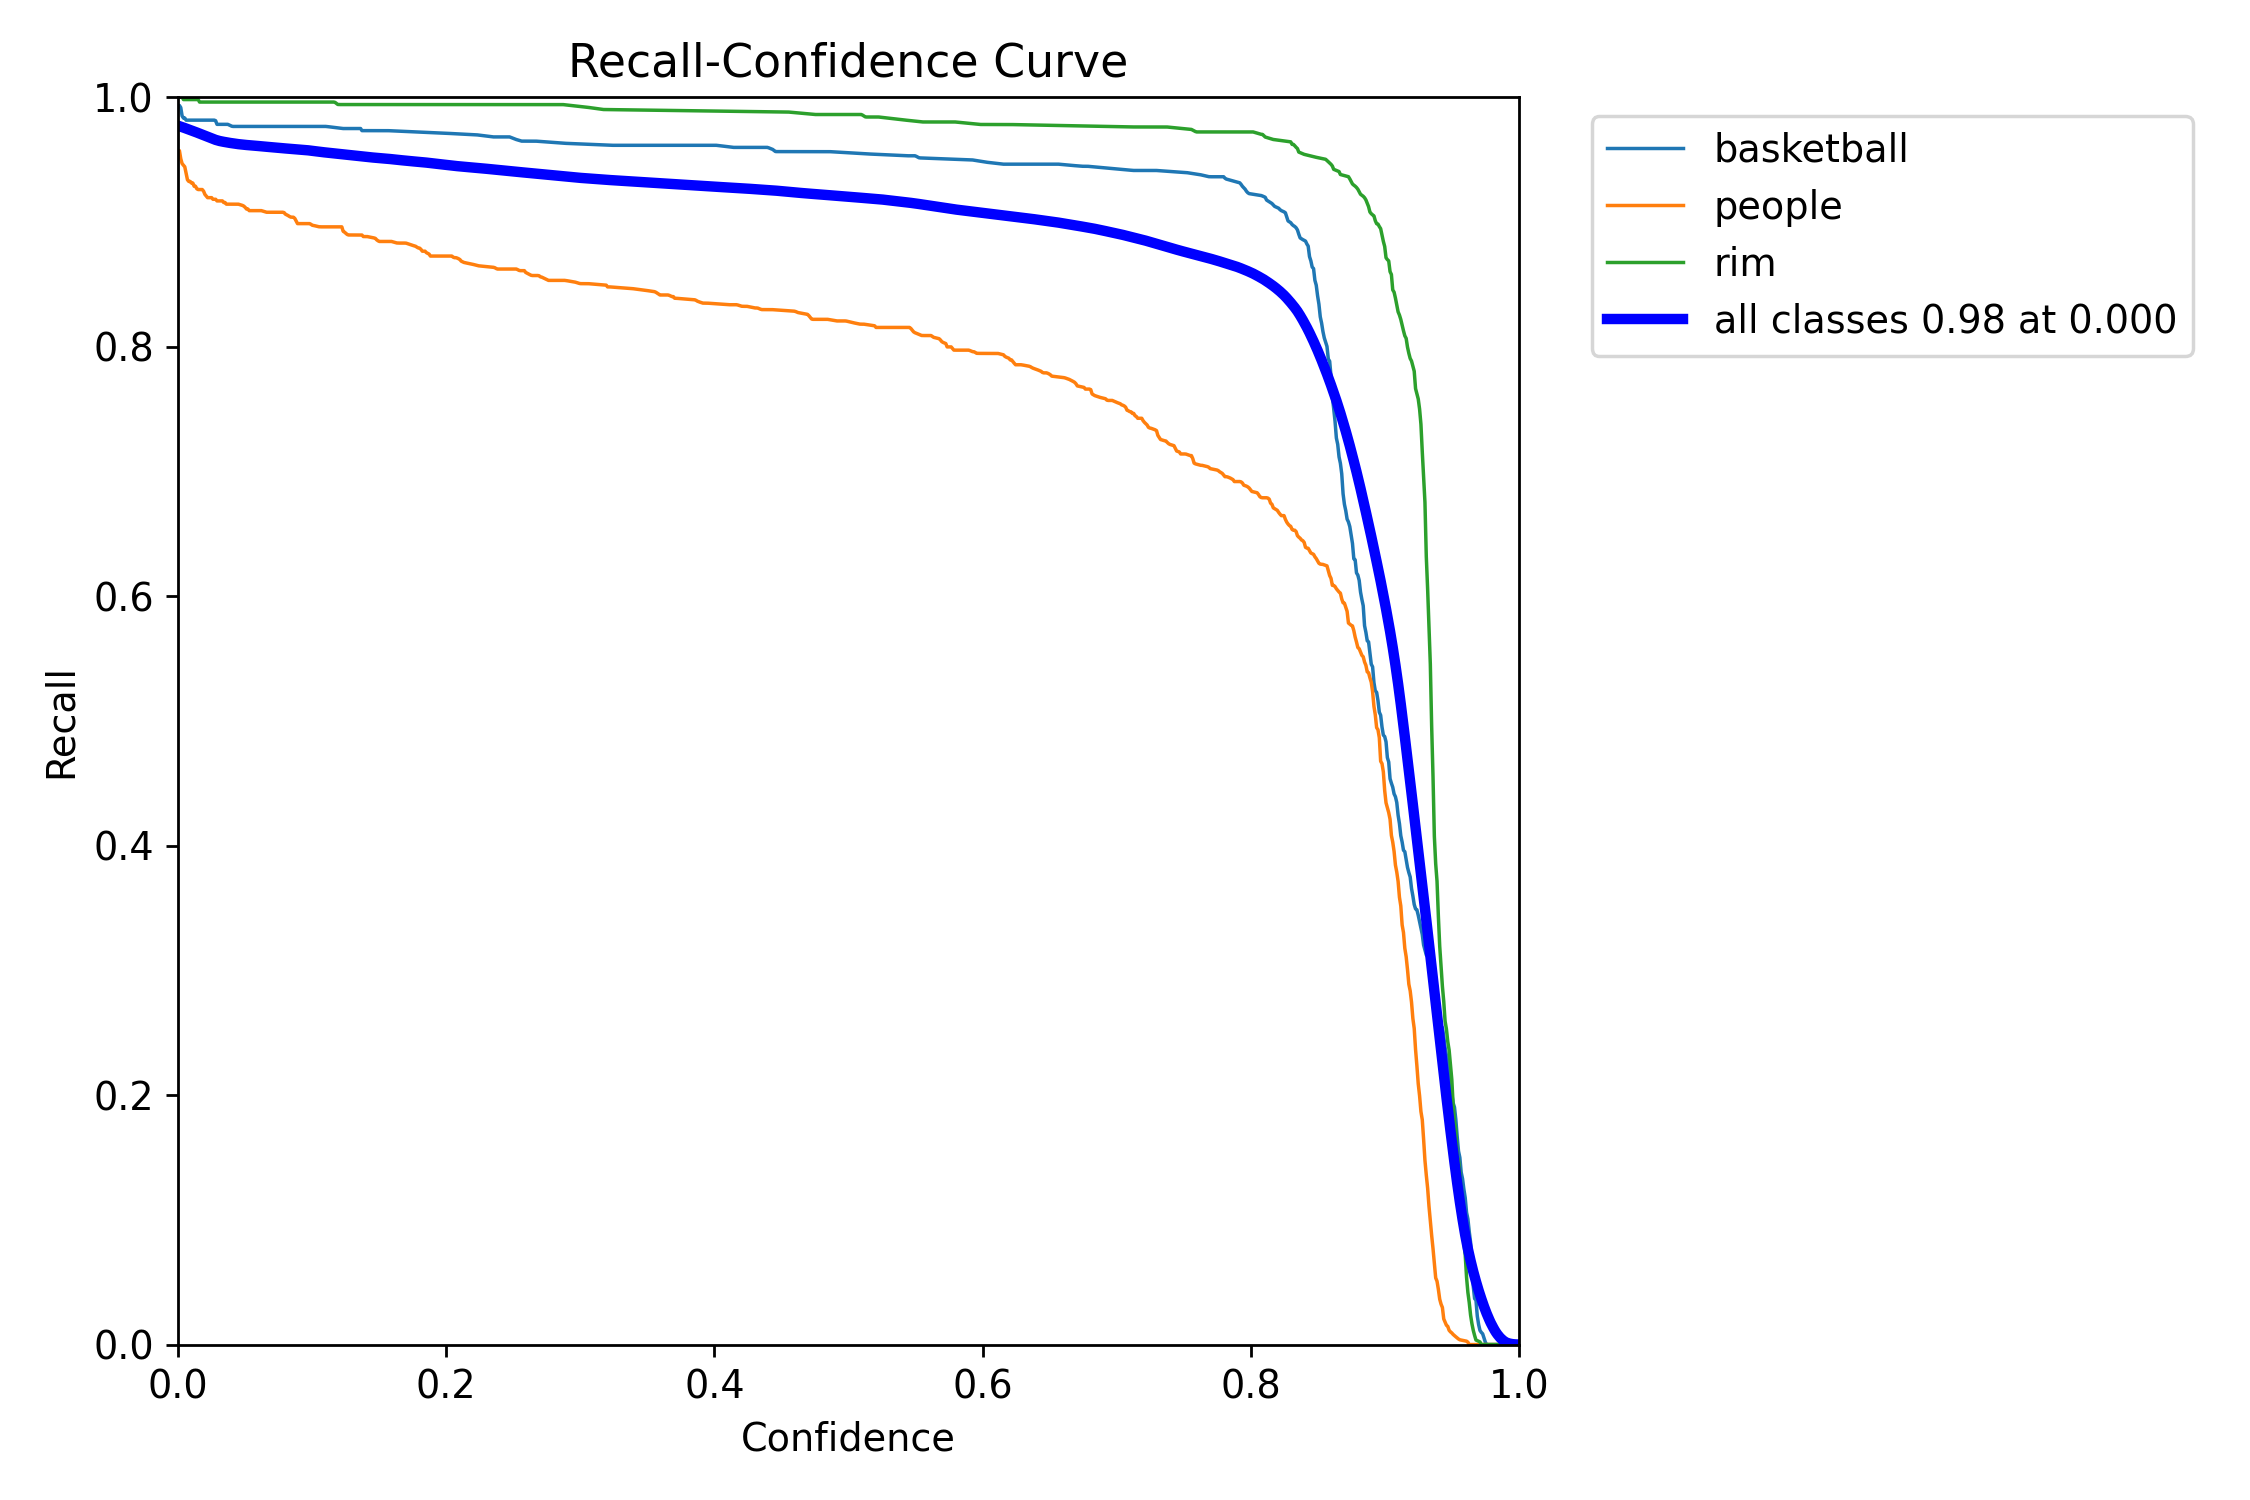 Recall-Confidence Curve
1.0
0.8
0.6
0.4
0.2
0.0
Recall
0.0 0.2 0.4 0.6 0.8 1.0
Confidence
basketball
people
rim
all classes 0.98 at 0.000